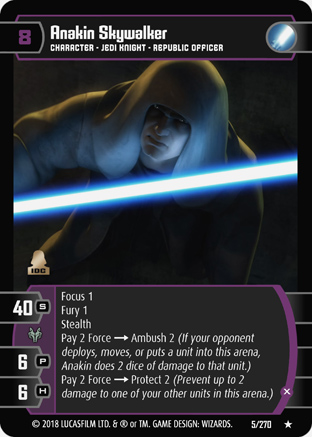 8
Anakin Skywalker
CHARACTER - JEDI KNIGHT - REPUBLIC OFFICER
IDC
40 S
6 P
6 H
Focus 1
Fury 1
Stealth
Pay 2 Force → Ambush 2 (If your opponent
deploys, moves, or puts a unit into this arena,
Anakin does 2 dice of damage to that unit.)
Pay 2 Force → Protect 2 (Prevent up to 2
damage to one of your other units in this arena.)
© 2018 LUCASFILM LTD. & ® or TM. GAME DESIGN: WIZARDS.
5/270 ★